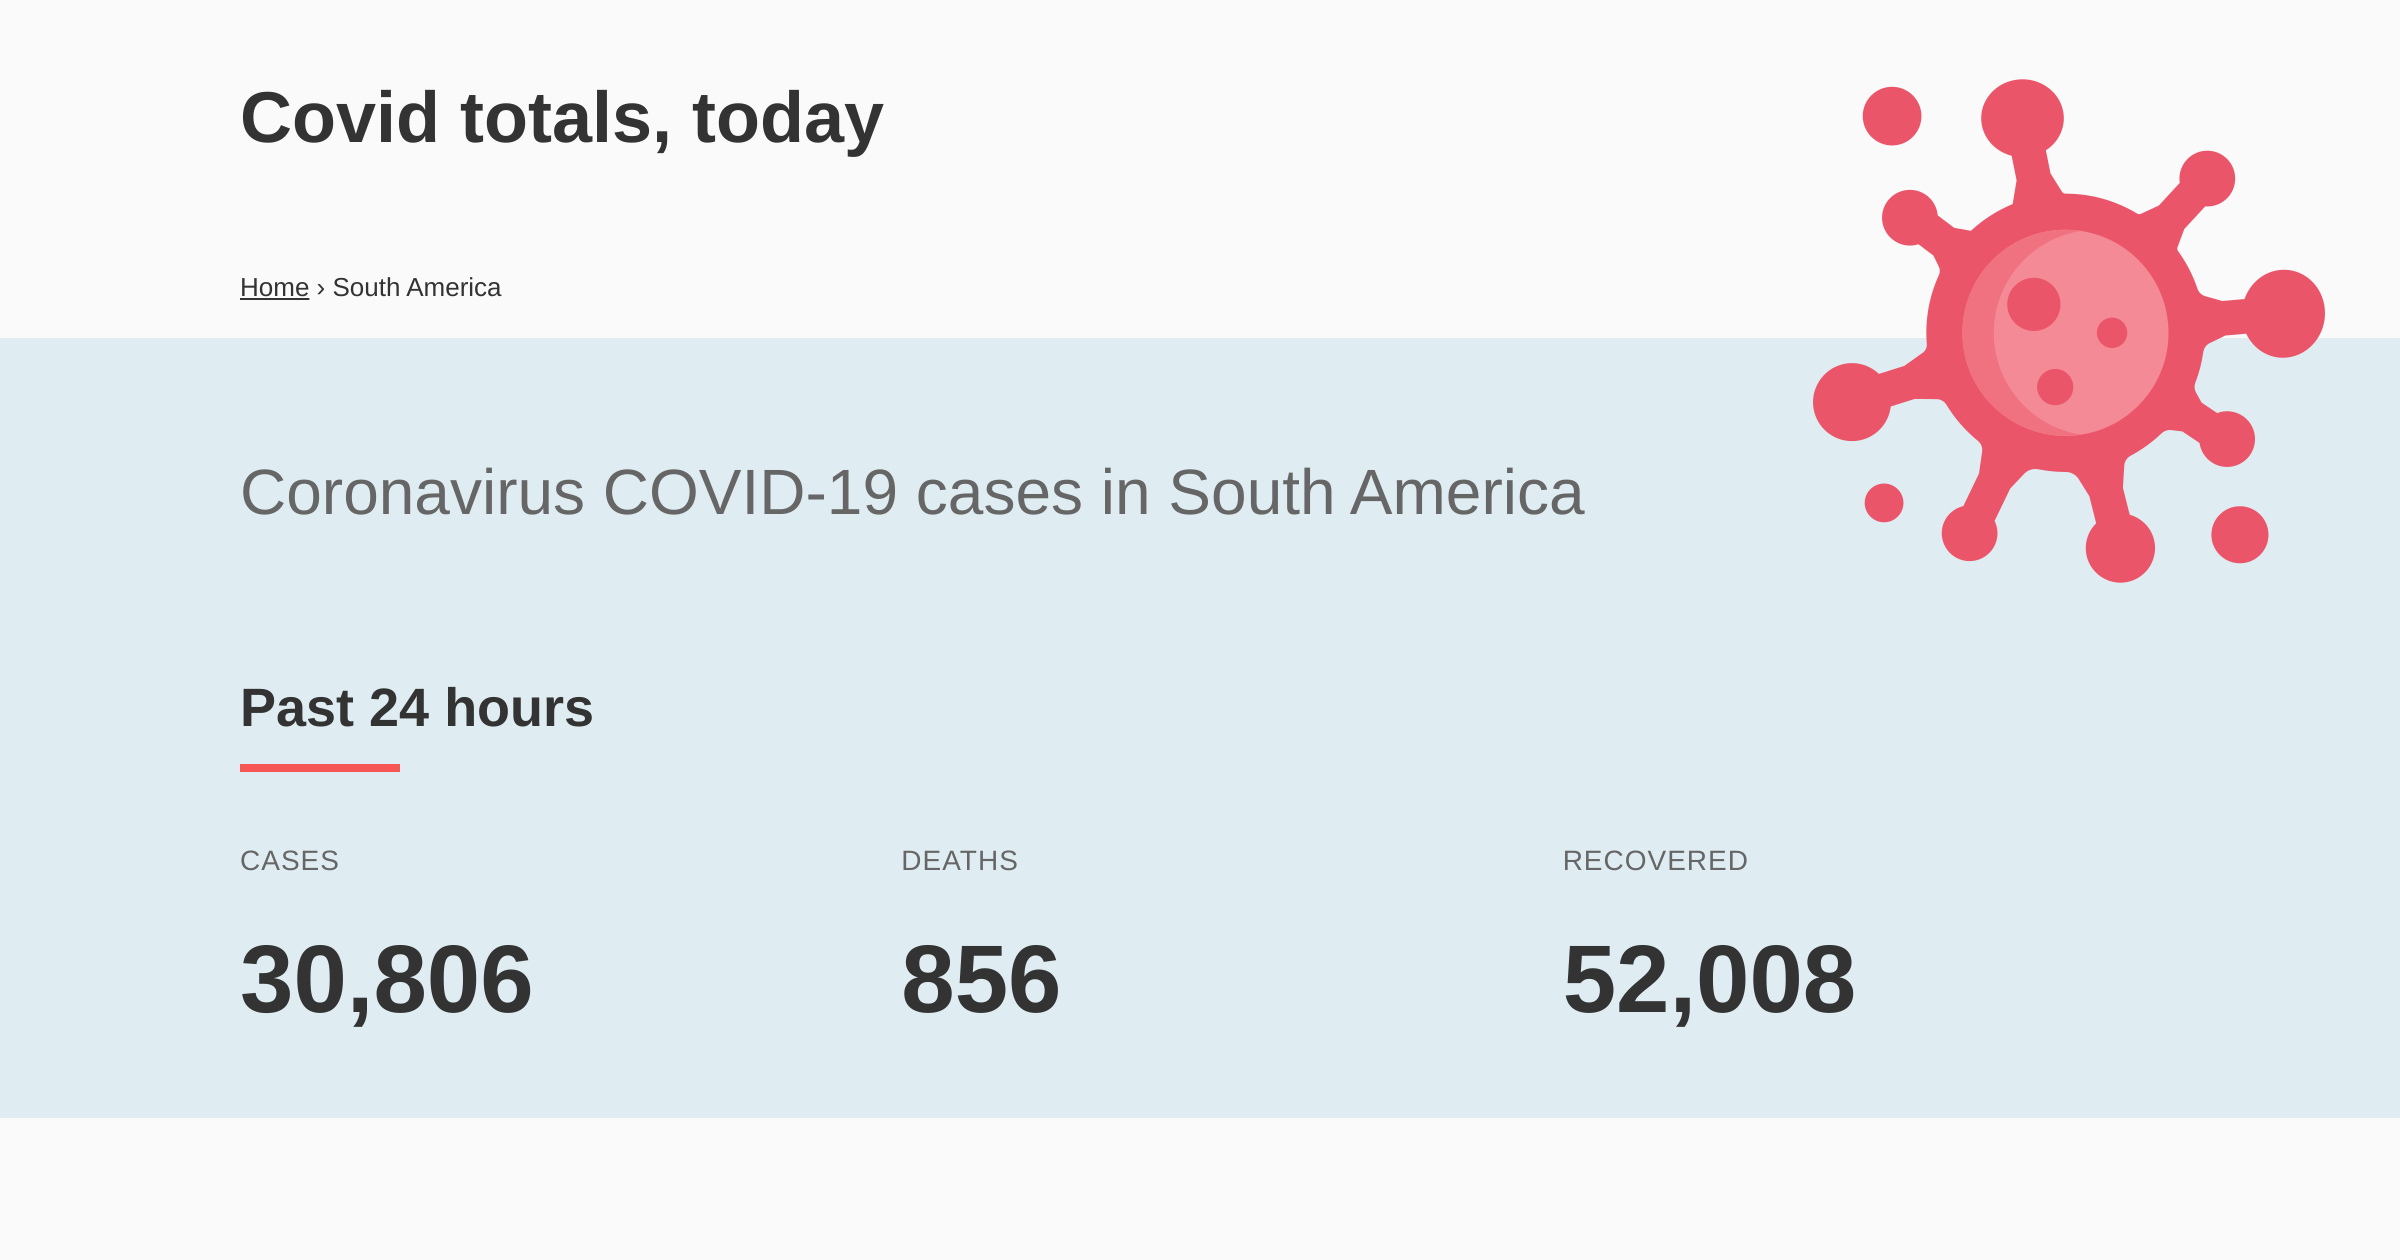 Covid totals, today
Home › South America
Coronavirus COVID-19 cases in South America
Past 24 hours
CASES
DEATHS
RECOVERED
30,806
856
52,008